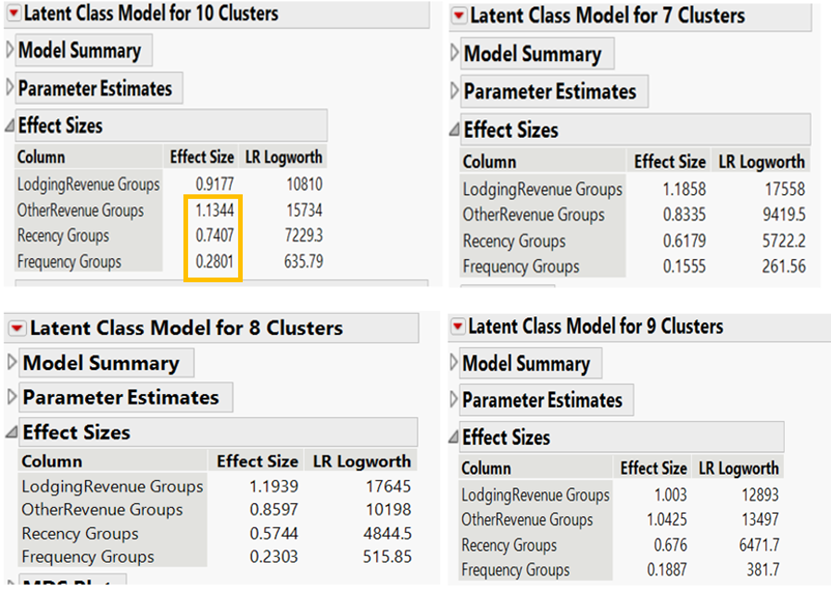 Latent Class Model for 10 Clusters
Model Summary
Parameter Estimates
Effect Sizes
Column Effect Size LR Logworth
LodgingRevenue Groups 0.9177 10810
OtherRevenue Groups 1.1344 15734
Recency Groups 0.7407 7229.3
Frequency Groups 0.2801 635.79
Latent Class Model for 7 Clusters
Model Summary
Parameter Estimates
Effect Sizes
Column Effect Size LR Logworth
LodgingRevenue Groups 1.1858 17558
OtherRevenue Groups 0.8335 9419.5
Recency Groups 0.6179 5722.2
Frequency Groups 0.1555 261.56
Latent Class Model for 8 Clusters
Model Summary
Parameter Estimates
Effect Sizes
Column Effect Size LR Logworth
LodgingRevenue Groups 1.1939 17645
OtherRevenue Groups 0.8597 10198
Recency Groups 0.5744 4844.5
Frequency Groups 0.2303 515.85
Latent Class Model for 9 Clusters
Model Summary
Parameter Estimates
Effect Sizes
Column Effect Size LR Logworth
LodgingRevenue Groups 1.003 12893
OtherRevenue Groups 1.0425 13497
Recency Groups 0.676 6471.7
Frequency Groups 0.1887 381.7